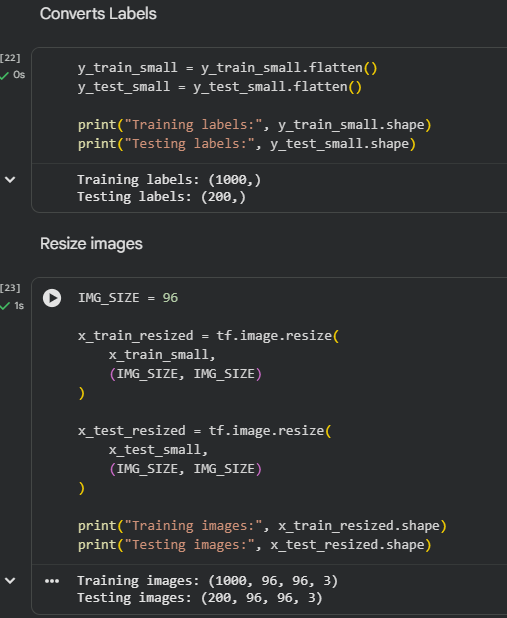 Converts Labels
[22]
0s
y_train_small = y_train_small.flatten()
y_test_small = y_test_small.flatten()
print("Training labels:", y_train_small.shape)
print("Testing labels:", y_test_small.shape)
Training labels: (1000,)
Testing labels: (200,)
Resize images
[23]
1s
IMG_SIZE = 96
x_train_resized = tf.image.resize(
x_train_small,
(IMG_SIZE, IMG_SIZE)
)
x_test_resized = tf.image.resize(
x_test_small,
(IMG_SIZE, IMG_SIZE)
)
print("Training images:", x_train_resized.shape)
print("Testing images:", x_test_resized.shape)
Training images: (1000, 96, 96, 3)
Testing images: (200, 96, 96, 3)